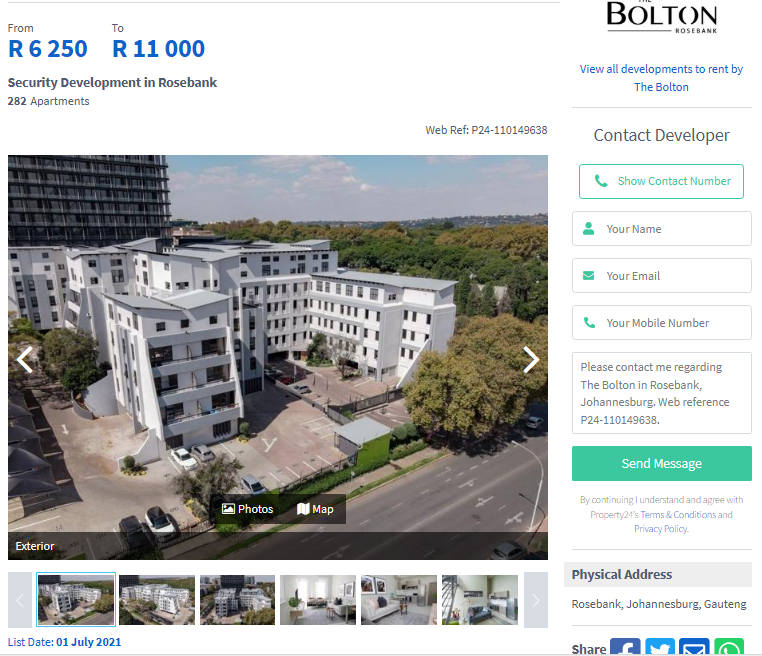 From
To
R 6 250
R 11 000
Security Development in Rosebank
282 Apartments
Web Ref: P24-110149638
Photos
Map
Exterior
List Date: 01 July 2021
THE
BOLTON
ROSEBANK
View all developments to rent by
The Bolton
Contact Developer
Show Contact Number
Your Name
Your Email
Your Mobile Number
Please contact me regarding
The Bolton in Rosebank,
Johannesburg. Web reference
P24-110149638.
Send Message
By continuing I understand and agree with
Property24's Terms & Conditions and
Privacy Policy.
Physical Address
Rosebank, Johannesburg, Gauteng
Share